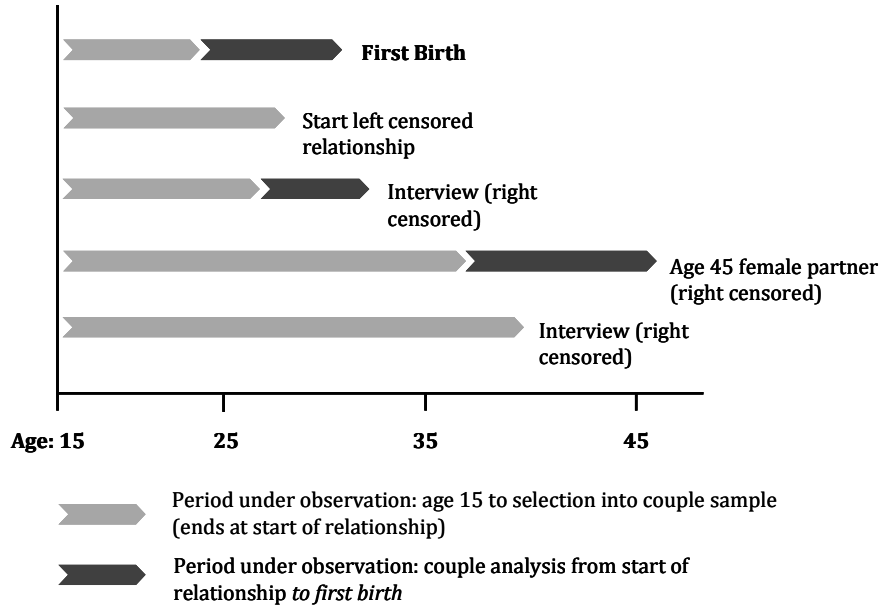 First Birth
Start left censored
relationship
Interview (right
censored)
Age 45 female partner
(right censored)
Interview (right
censored)
Age: 15 25 35 45
Period under observation: age 15 to selection into couple sample
(ends at start of relationship)
Period under observation: couple analysis from start of
relationship to first birth